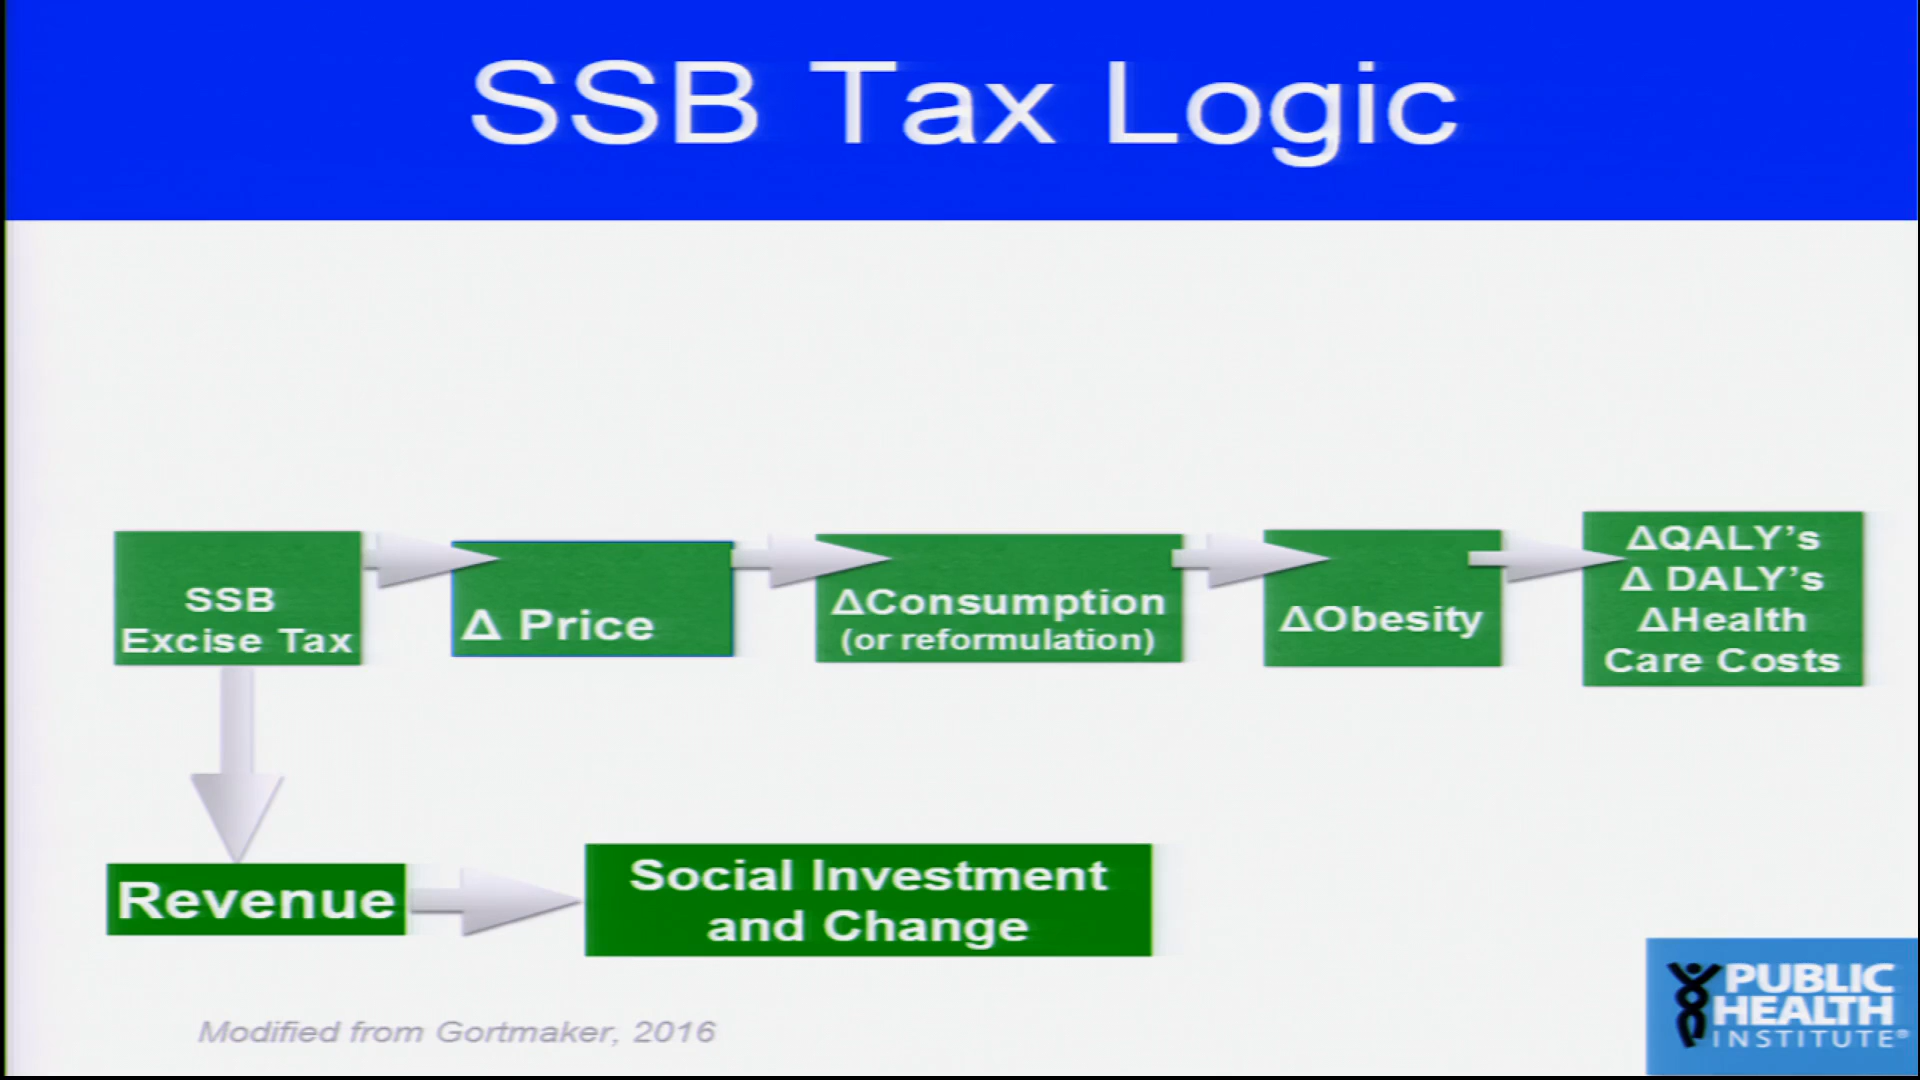 SSB Tax Logic
SSB
Excise Tax
Δ Price
ΔConsumption
(or reformulation)
ΔObesity
ΔQALY's
Δ DALY's
ΔHealth
Care Costs
Revenue
Social Investment
and Change
Modified from Gortmaker, 2016
PUBLIC
HEALTH
INSTITUTE®